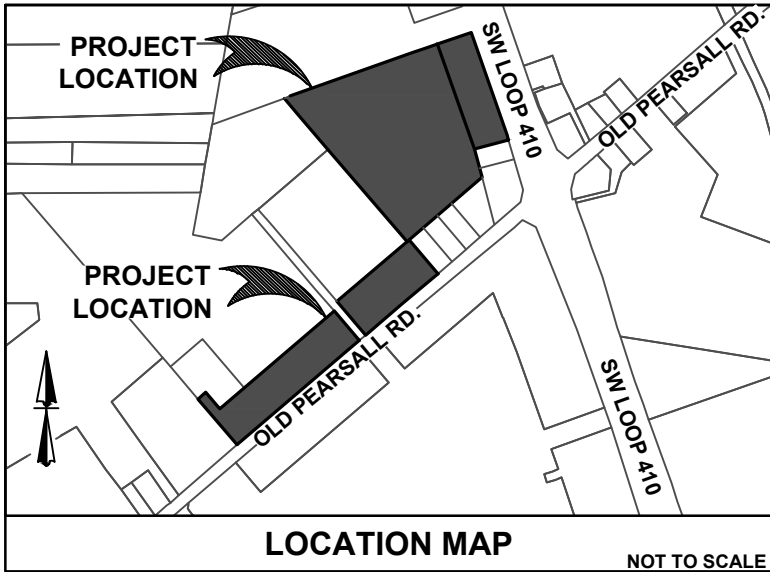 PROJECT
LOCATION
SW LOOP 410
OLD PEARSALL RD.
PROJECT
LOCATION
OLD PEARSALL RD.
SW LOOP 410
LOCATION MAP
NOT TO SCALE